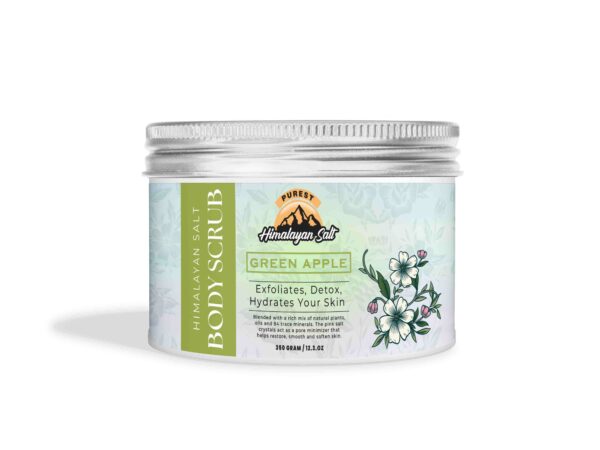 HIMALAYAN SALT
BODY SCRUB
PUREST
Himalayan Salt
GREEN APPLE
Exfoliates, Detox,
Hydrates Your Skin
Blended with a rich mix of natural plants,
oils and 84 trace minerals. The pink salt
crystals act as a pore minimizer that
helps restore, smooth and soften skin.
350 GRAM / 12.3.OZ